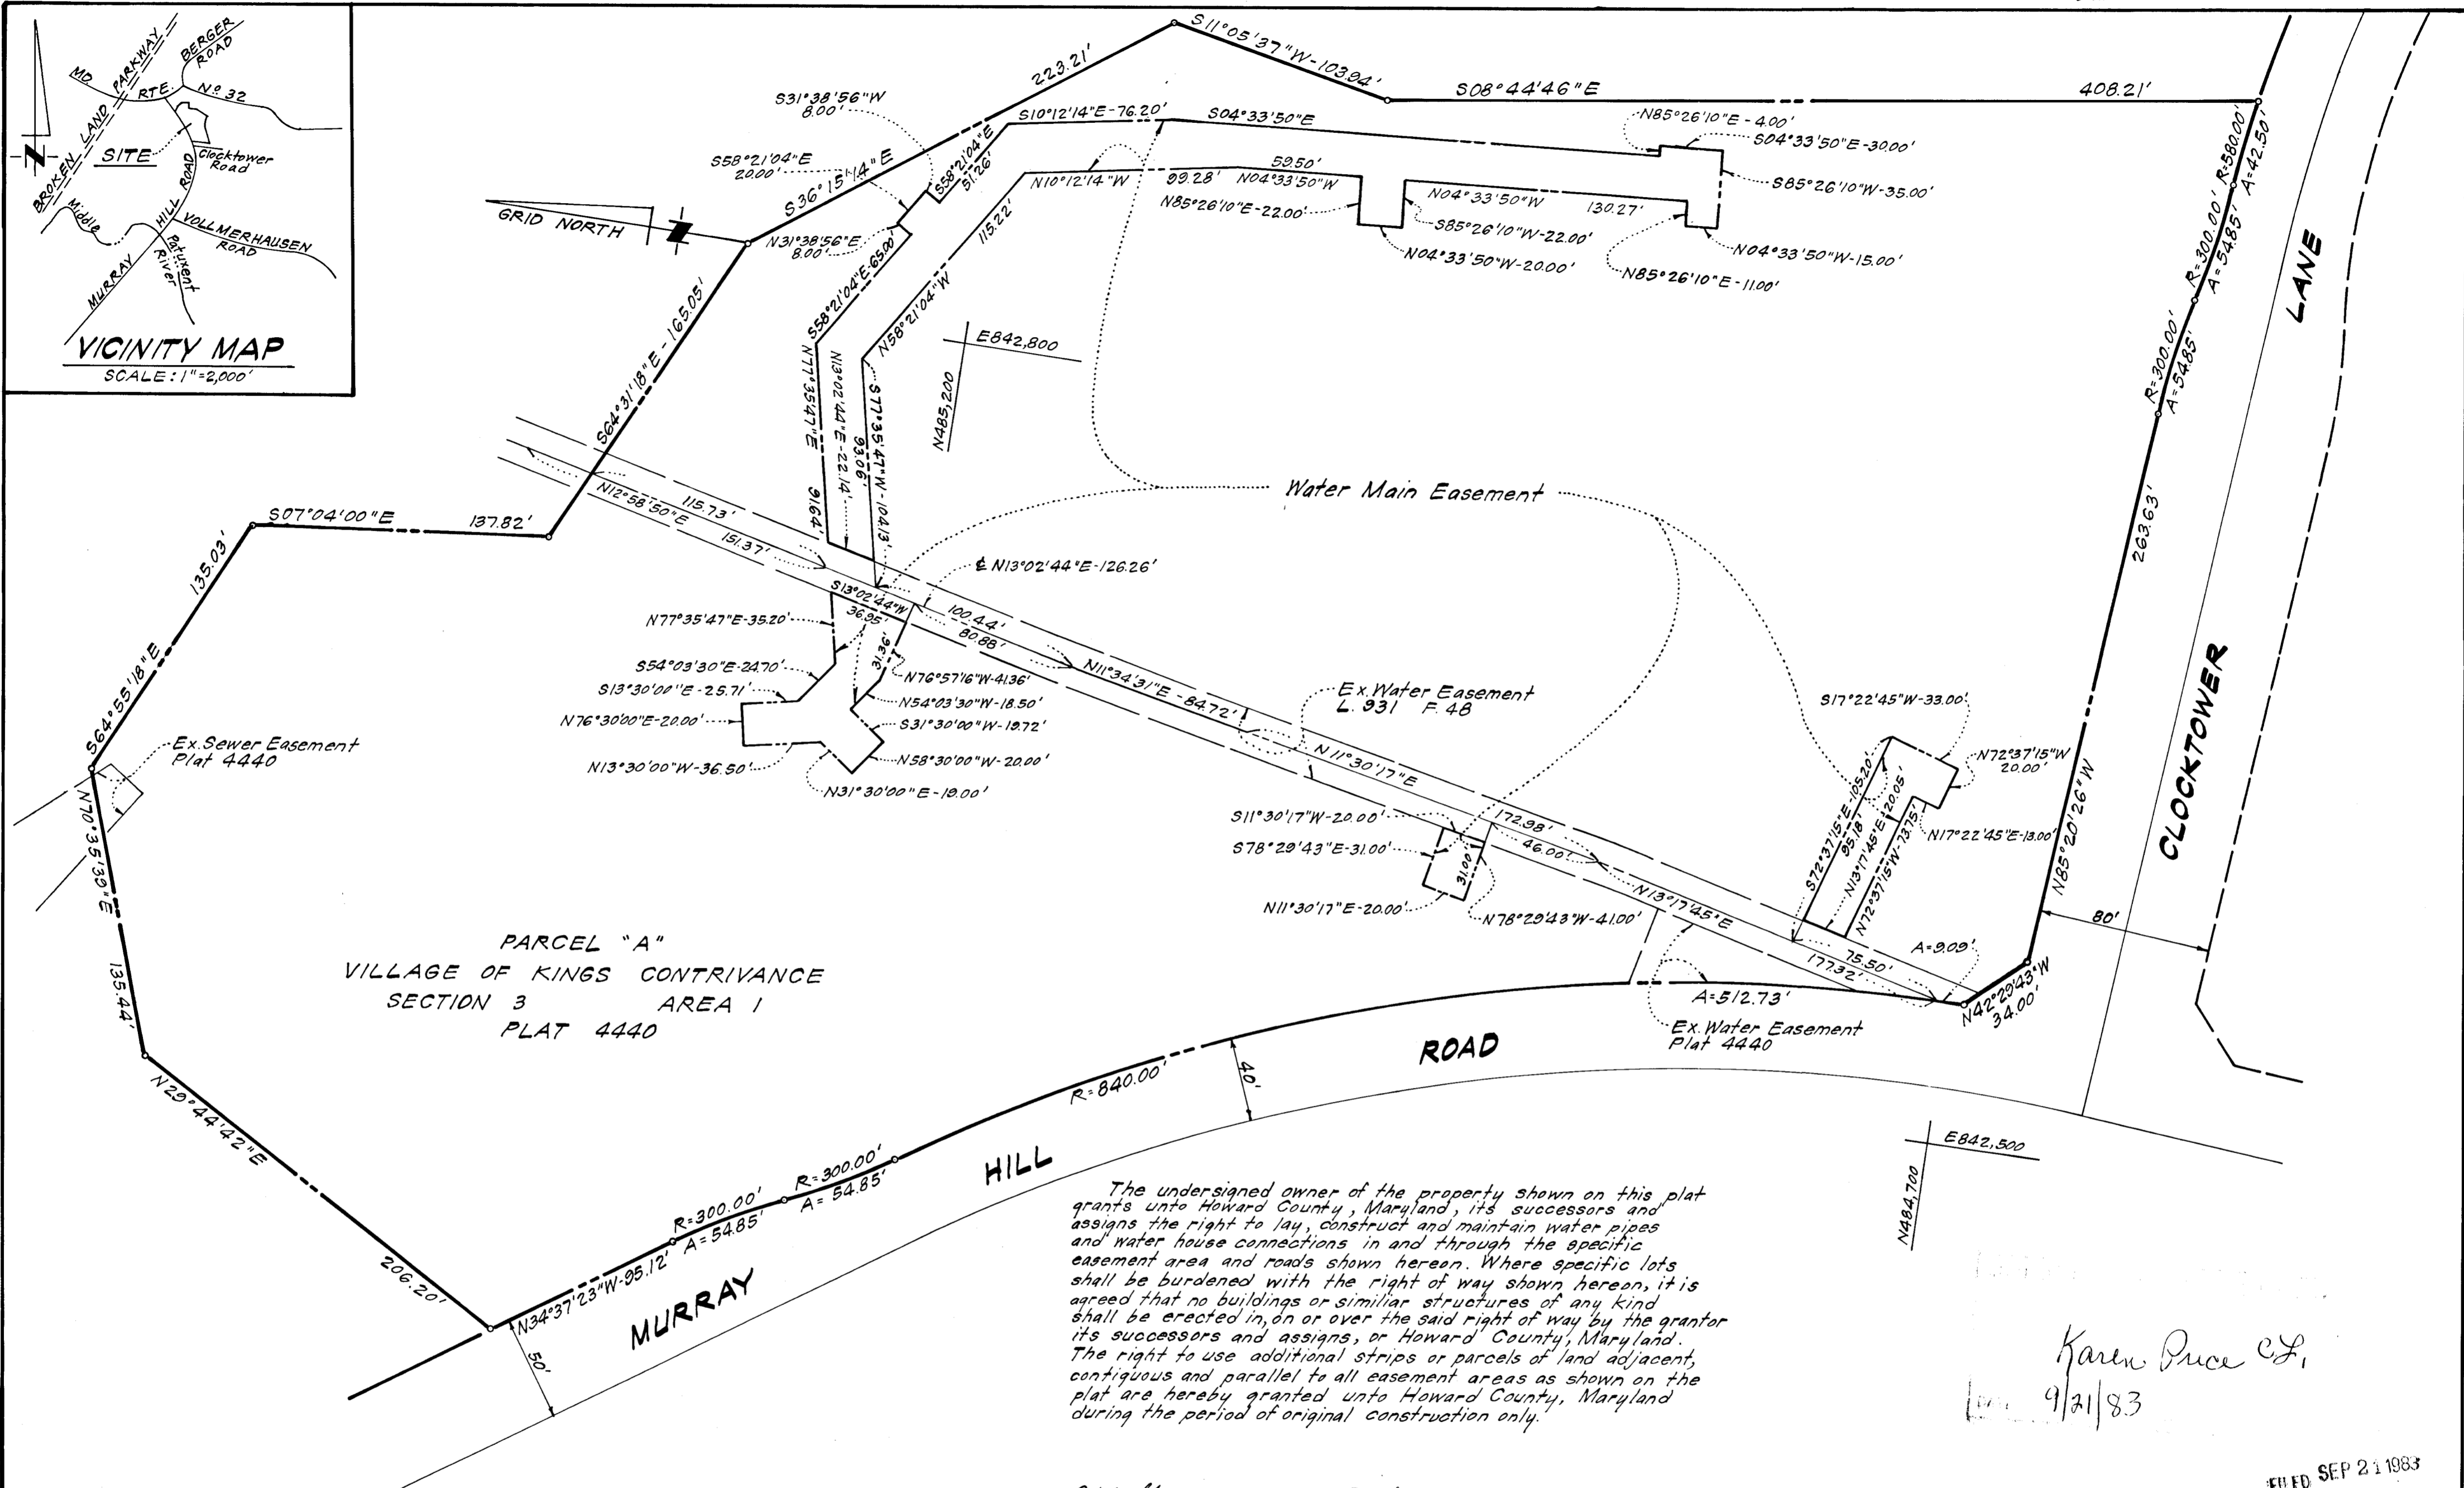 BROKEN LAND PARKWAY
BERGER
ROAD
MD
RTE.
Nº 32
SITE
Clocktower
Road
Middle
Patuxent
River
MURRAY HILL ROAD
VOLLMERHAUSEN
ROAD
N
VICINITY MAP
SCALE: 1"=2,000'
GRID NORTH
S11°05'37"W-103.94'
S08°44'46"E
408.21'
S36°15'14"E
223.21'
S31°38'56"W
8.00'
S58°21'04"E
20.00'
N31°38'56"E
8.00'
S58°21'04"E
51.26'
S10°12'14"E-76.20'
S04°33'50"E
N85°26'10"E-4.00'
S04°33'50"E-30.00'
S85°26'10"W-35.00'
N04°33'50"W-15.00'
N85°26'10"E-11.00'
N04°33'50"W
130.27'
S85°26'10"W-22.00'
N04°33'50"W-20.00'
N85°26'10"E-22.00'
59.50'
N04°33'50"W
N10°12'14"W
99.28'
115.22'
N58°21'04"W
S58°21'04"E-65.00'
N77°35'47"E
91.64'
N13°02'44"E-22.14'
S77°35'47"W-104.13'
93.06'
E842,800
N485,200
S64°31'18"E-165.05'
S07°04'00"E
137.82'
S64°55'18"E
135.03'
N70°35'39"E
135.44'
N29°44'42"E
206.20'
N34°37'23"W-95.12'
50'
R=300.00'
A=54.85'
R=300.00'
A=54.85'
R=840.00'
40'
A=512.73'
A=9.09'
N42°29'43"W
34.00'
N85°20'26"W
263.63'
R=300.00'
A=54.85'
R=300.00'
A=54.85'
R=580.00'
A=42.50'
80'
CLOCKTOWER LANE
MURRAY HILL ROAD
Water Main Easement
N12°58'50"E
115.73'
151.37'
₵ N13°02'44"E-126.26'
S13°02'44"W
36.95'
100.44'
80.88'
N77°35'47"E-35.20'
S54°03'30"E-24.70'
S13°30'00"E-25.71'
N76°30'00"E-20.00'
N13°30'00"W-36.50'
N31°30'00"E-19.00'
N58°30'00"W-20.00'
S31°30'00"W-19.72'
N54°03'30"W-18.50'
N76°57'16"W-41.36'
31.36'
N11°34'31"E-84.72'
Ex. Water Easement
L. 931 F. 48
N11°30'17"E
172.98'
46.00'
S11°30'17"W-20.00'
S78°29'43"E-31.00'
N11°30'17"E-20.00'
N78°29'43"W-41.00'
31.00'
N13°17'45"E
75.50'
177.32'
S72°37'15"E-105.20'
95.18'
N13°17'45"E-20.05'
N72°37'15"W-73.75'
S17°22'45"W-33.00'
N72°37'15"W
20.00'
N17°22'45"E-13.00'
Ex. Water Easement
Plat 4440
Ex. Sewer Easement
Plat 4440
PARCEL "A"
VILLAGE OF KINGS CONTRIVANCE
SECTION 3 AREA 1
PLAT 4440
E842,500
N484,700
The undersigned owner of the property shown on this plat
grants unto Howard County, Maryland, its successors and
assigns the right to lay, construct and maintain water pipes
and water house connections in and through the specific
easement area and roads shown hereon. Where specific lots
shall be burdened with the right of way shown hereon, it is
agreed that no buildings or similiar structures of any kind
shall be erected in, on or over the said right of way by the grantor
its successors and assigns, or Howard County, Maryland.
The right to use additional strips or parcels of land adjacent,
contiguous and parallel to all easement areas as shown on the
plat are hereby granted unto Howard County, Maryland
during the period of original construction only.
Karen Price
9/21/83
FILED SEP 21 1983